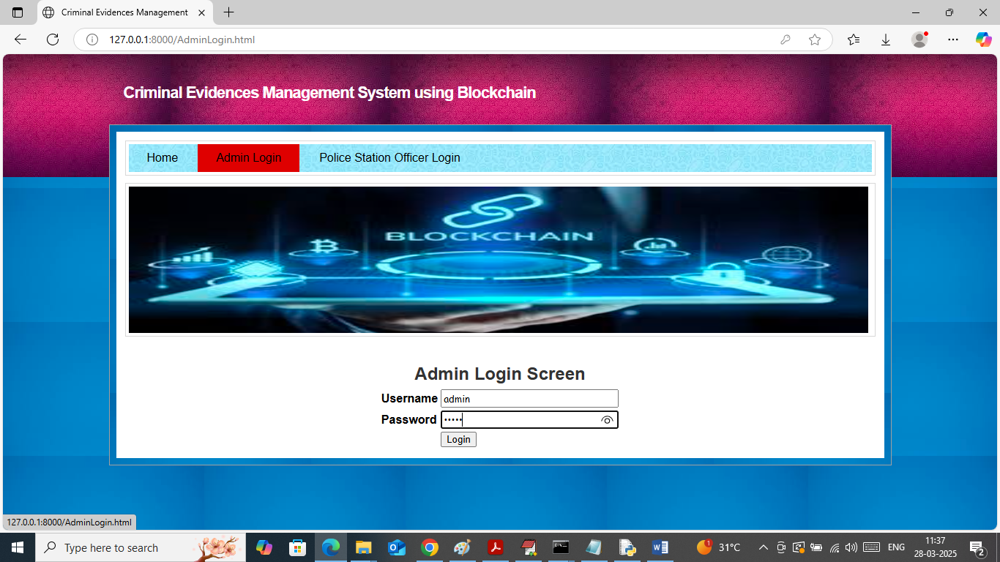 Criminal Evidences Management
127.0.0.1:8000/AdminLogin.html
Criminal Evidences Management System using Blockchain
Home Admin Login Police Station Officer Login
BLOCKCHAIN
Admin Login Screen
Username admin
Password •••••
Login
127.0.0.1:8000/AdminLogin.html
Type here to search
1 31°C ENG 11:37
28-03-2025 2